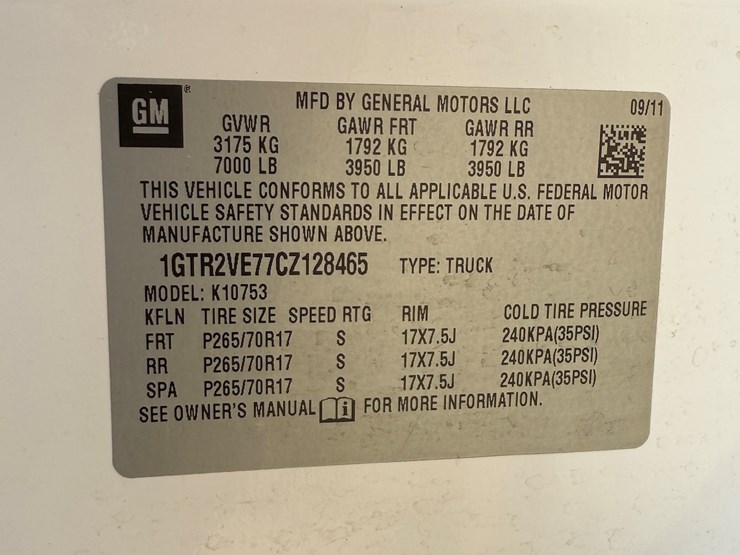 GM ®
MFD BY GENERAL MOTORS LLC 09/11
GVWR GAWR FRT GAWR RR
3175 KG 1792 KG 1792 KG
7000 LB 3950 LB 3950 LB
THIS VEHICLE CONFORMS TO ALL APPLICABLE U.S. FEDERAL MOTOR
VEHICLE SAFETY STANDARDS IN EFFECT ON THE DATE OF
MANUFACTURE SHOWN ABOVE.
1GTR2VE77CZ128465 TYPE: TRUCK
MODEL: K10753
KFLN TIRE SIZE SPEED RTG RIM COLD TIRE PRESSURE
FRT P265/70R17 S 17X7.5J 240KPA(35PSI)
RR P265/70R17 S 17X7.5J 240KPA(35PSI)
SPA P265/70R17 S 17X7.5J 240KPA(35PSI)
SEE OWNER'S MANUAL i FOR MORE INFORMATION.